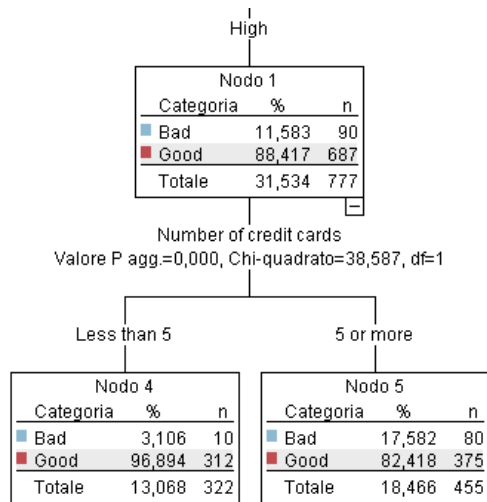 High
Nodo 1
Categoria % n
Bad 11,583 90
Good 88,417 687
Totale 31,534 777
Number of credit cards
Valore P agg.=0,000, Chi-quadrato=38,587, df=1
Less than 5 5 or more
Nodo 4 Nodo 5
Categoria % n Categoria % n
Bad 3,106 10 Bad 17,582 80
Good 96,894 312 Good 82,418 375
Totale 13,068 322 Totale 18,466 455